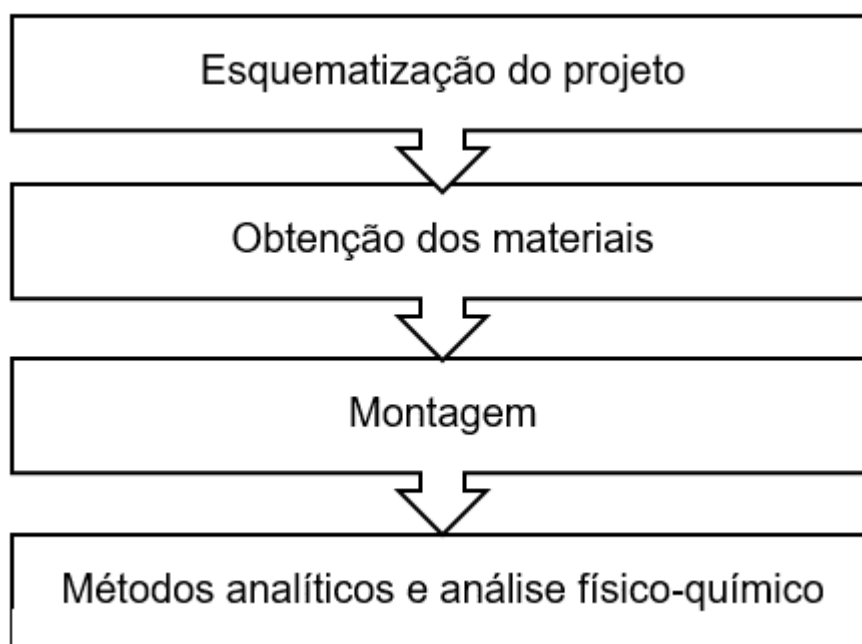 Esquematização do projeto
Obtenção dos materiais
Montagem
Métodos analíticos e análise físico-químico